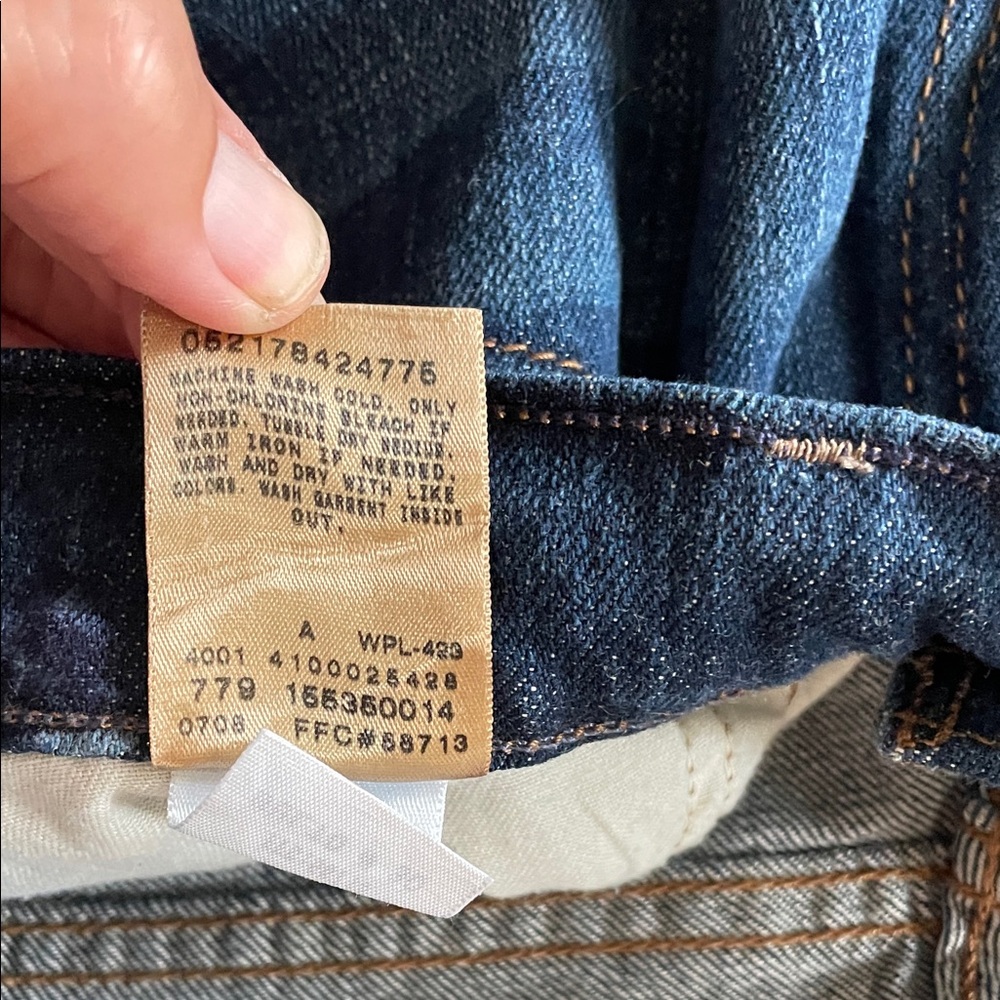 052178424775
MACHINE WASH COLD. ONLY
NON-CHLORINE BLEACH IF
NEEDED. TUMBLE DRY MEDIUM.
WARM IRON IF NEEDED.
WASH AND DRY WITH LIKE
COLORS. WASH GARMENT INSIDE
OUT.
A WPL-423
4001 4100025428
779 155350014
0708 FFC#58713